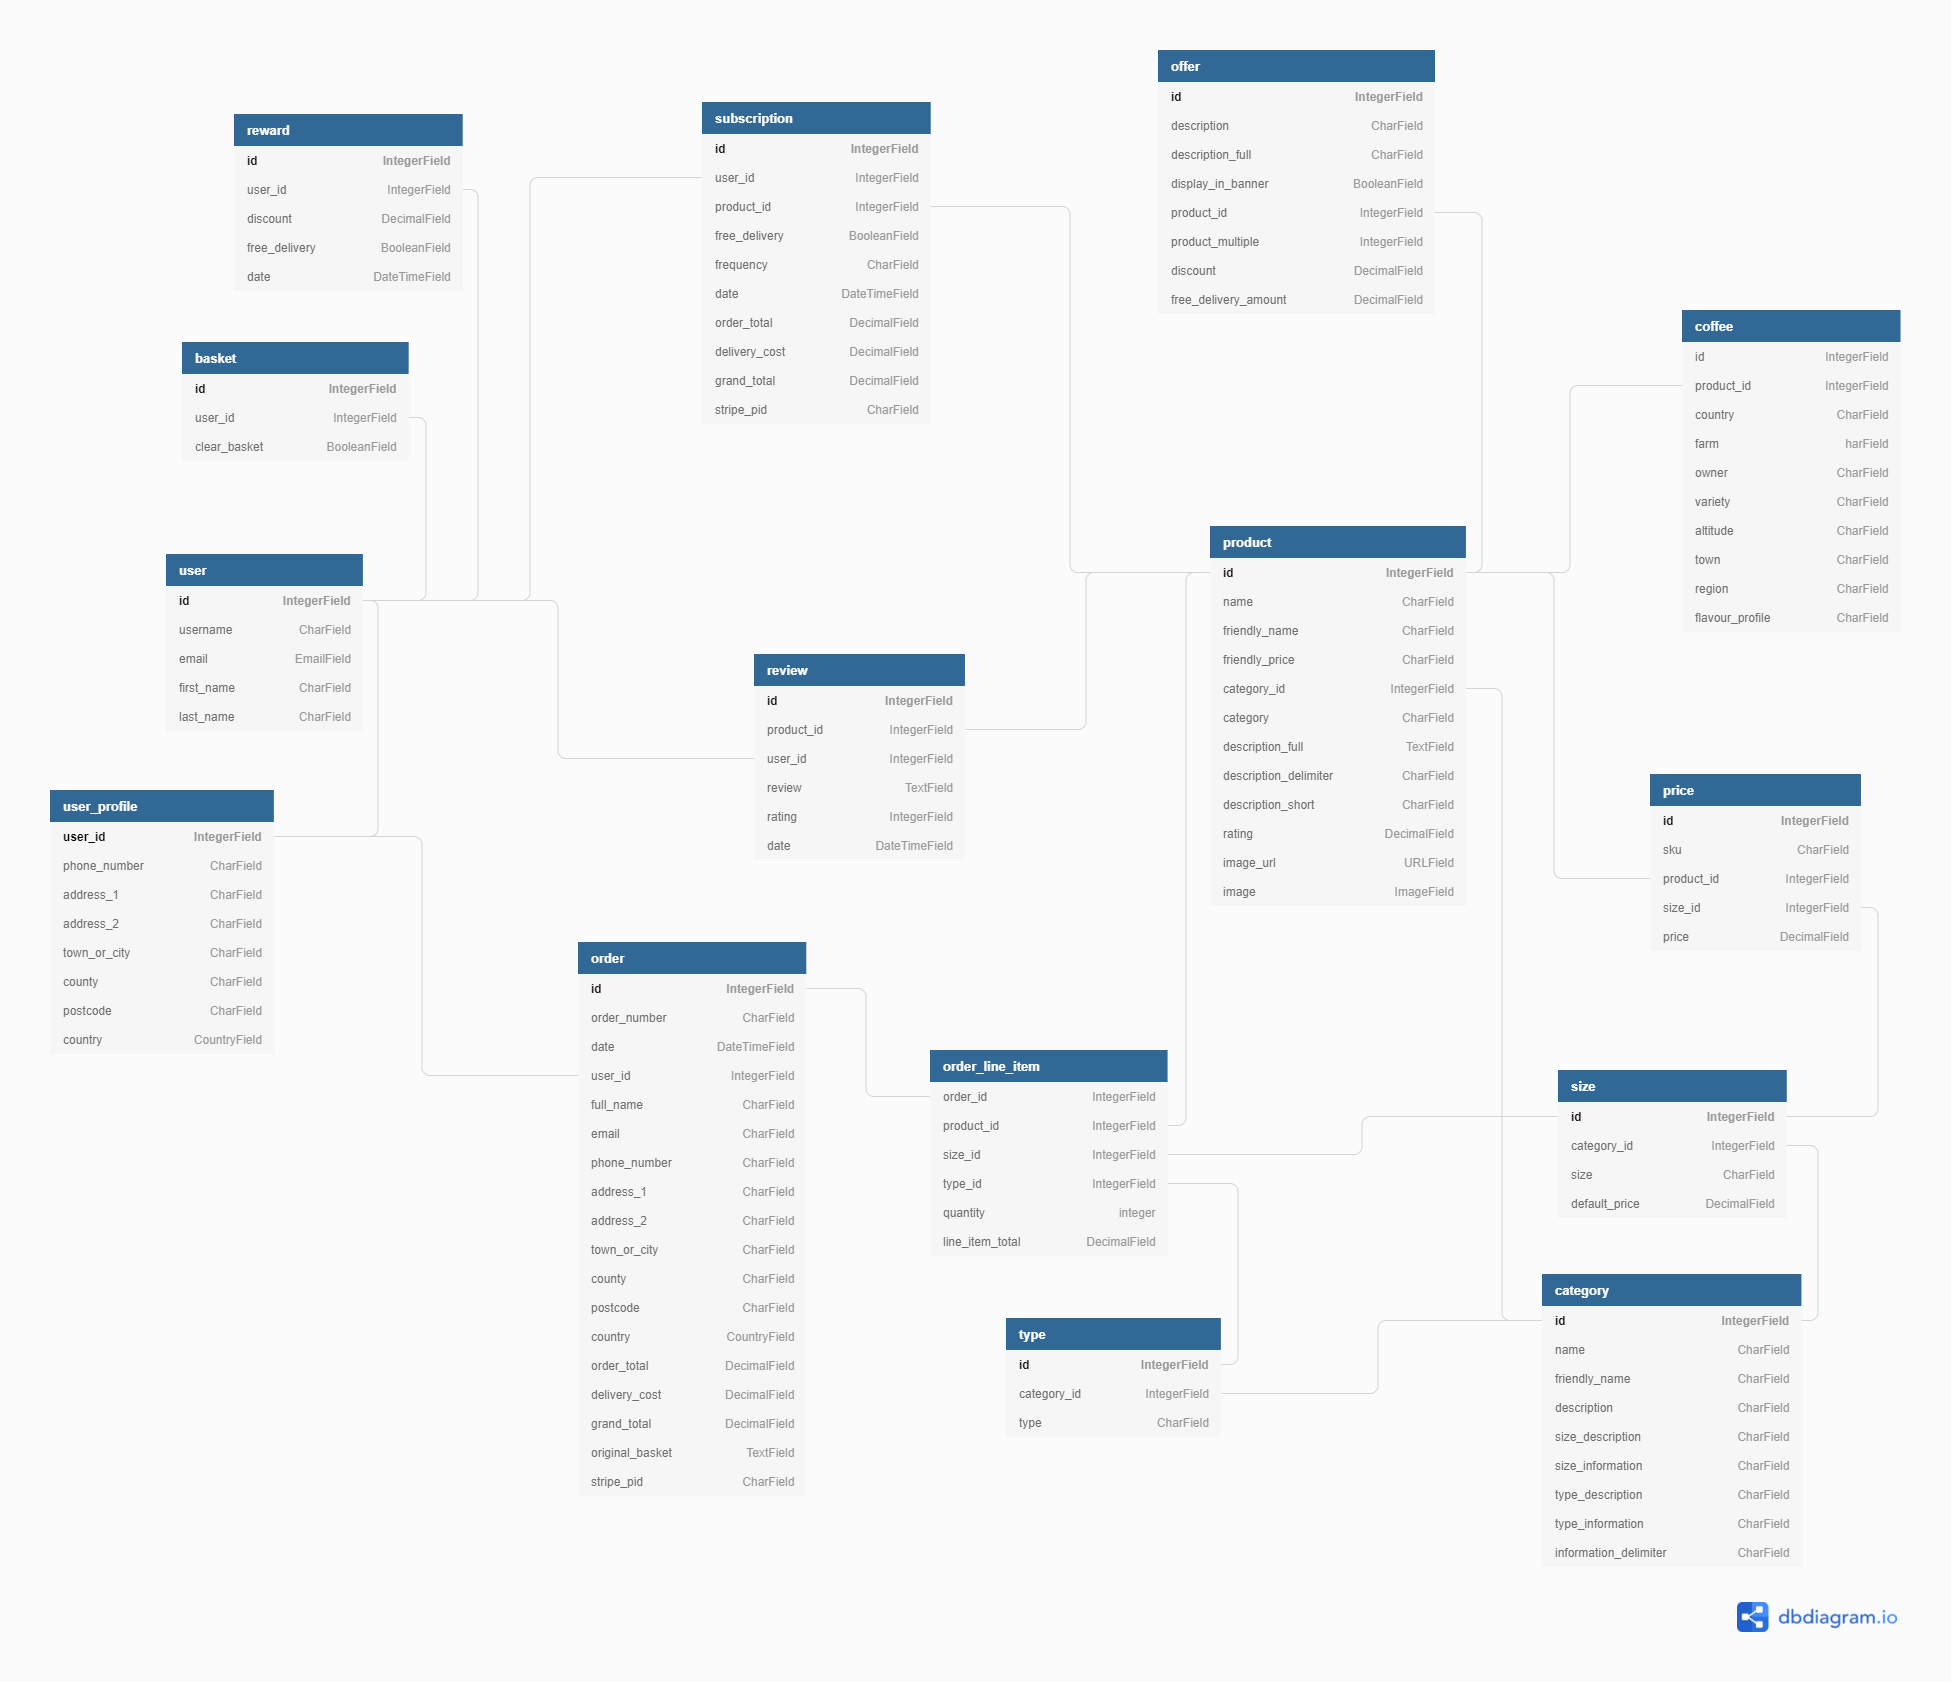 offer
id IntegerField
description CharField
description_full CharField
display_in_banner BooleanField
product_id IntegerField
product_multiple IntegerField
discount DecimalField
free_delivery_amount DecimalField
subscription
id IntegerField
user_id IntegerField
product_id IntegerField
free_delivery BooleanField
frequency CharField
date DateTimeField
order_total DecimalField
delivery_cost DecimalField
grand_total DecimalField
stripe_pid CharField
reward
id IntegerField
user_id IntegerField
discount DecimalField
free_delivery BooleanField
date DateTimeField
coffee
id IntegerField
product_id IntegerField
country CharField
farm harField
owner CharField
variety CharField
altitude CharField
town CharField
region CharField
flavour_profile CharField
basket
id IntegerField
user_id IntegerField
clear_basket BooleanField
product
id IntegerField
name CharField
friendly_name CharField
friendly_price CharField
category_id IntegerField
category CharField
description_full TextField
description_delimiter CharField
description_short CharField
rating DecimalField
image_url URLField
image ImageField
user
id IntegerField
username CharField
email EmailField
first_name CharField
last_name CharField
review
id IntegerField
product_id IntegerField
user_id IntegerField
review TextField
rating IntegerField
date DateTimeField
price
id IntegerField
sku CharField
product_id IntegerField
size_id IntegerField
price DecimalField
user_profile
user_id IntegerField
phone_number CharField
address_1 CharField
address_2 CharField
town_or_city CharField
county CharField
postcode CharField
country CountryField
order
id IntegerField
order_number CharField
date DateTimeField
user_id IntegerField
full_name CharField
email CharField
phone_number CharField
address_1 CharField
address_2 CharField
town_or_city CharField
county CharField
postcode CharField
country CountryField
order_total DecimalField
delivery_cost DecimalField
grand_total DecimalField
original_basket TextField
stripe_pid CharField
order_line_item
order_id IntegerField
product_id IntegerField
size_id IntegerField
type_id IntegerField
quantity integer
line_item_total DecimalField
size
id IntegerField
category_id IntegerField
size CharField
default_price DecimalField
category
id IntegerField
name CharField
friendly_name CharField
description CharField
size_description CharField
size_information CharField
type_description CharField
type_information CharField
information_delimiter CharField
type
id IntegerField
category_id IntegerField
type CharField
dbdiagram.io